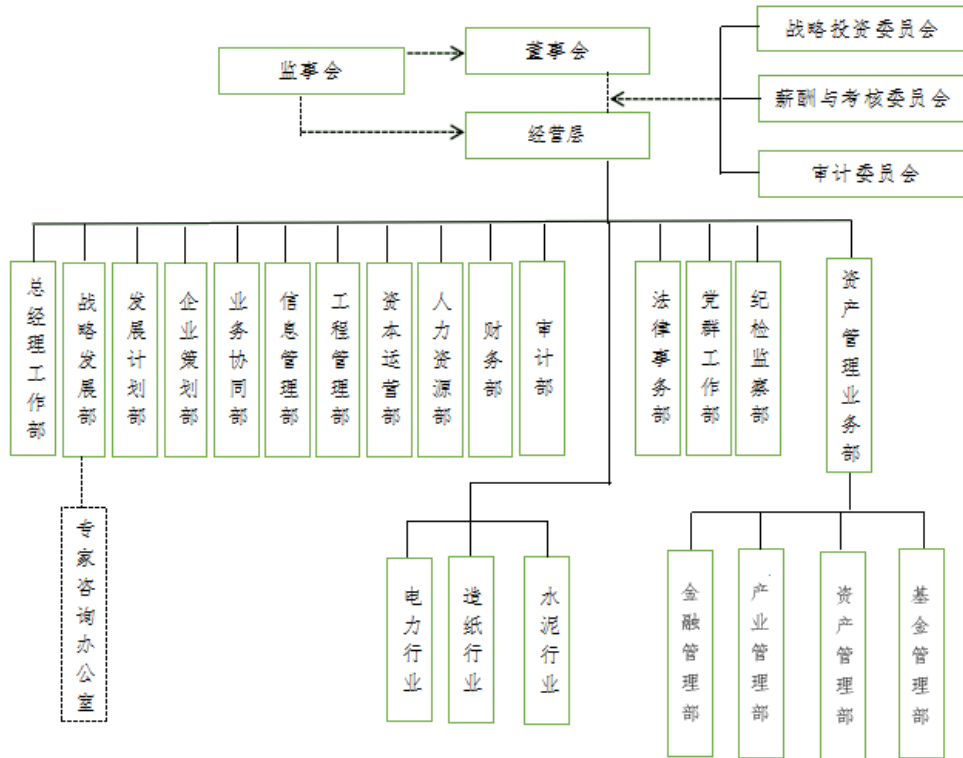 战略投资委员会
董事会
监事会
薪酬与考核委员会
经营层
审计委员会
总经理工作部
战略发展部
发展计划部
企业策划部
业务协同部
信息管理部
工程管理部
资本运营部
人力资源部
财务部
审计部
法律事务部
党群工作部
纪检监察部
资产管理业务部
专家咨询办公室
电力行业
造纸行业
水泥行业
金融管理部
产业管理部
资产管理部
基金管理部